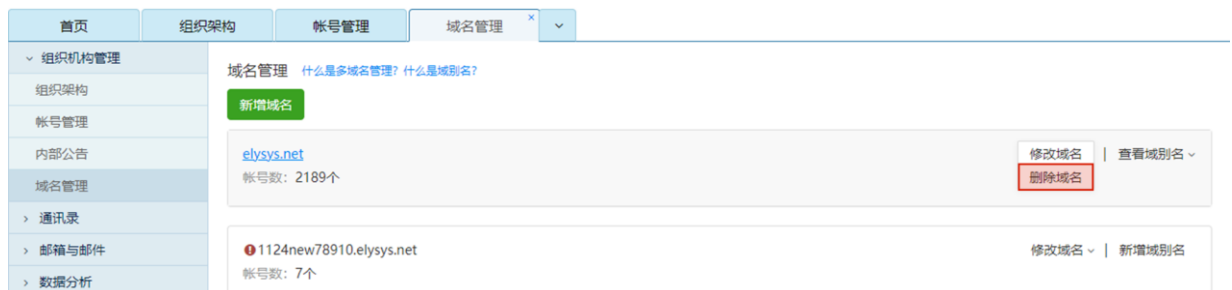 首页 组织架构 帐号管理 域名管理
组织机构管理
组织架构
帐号管理
内部公告
域名管理
通讯录
邮箱与邮件
数据分析
域名管理 什么是多域名管理? 什么是域别名?
新增域名
elysys.net 修改域名 | 查看域别名
帐号数: 2189个 删除域名
1124new78910.elysys.net 修改域名 | 新增域别名
帐号数: 7个